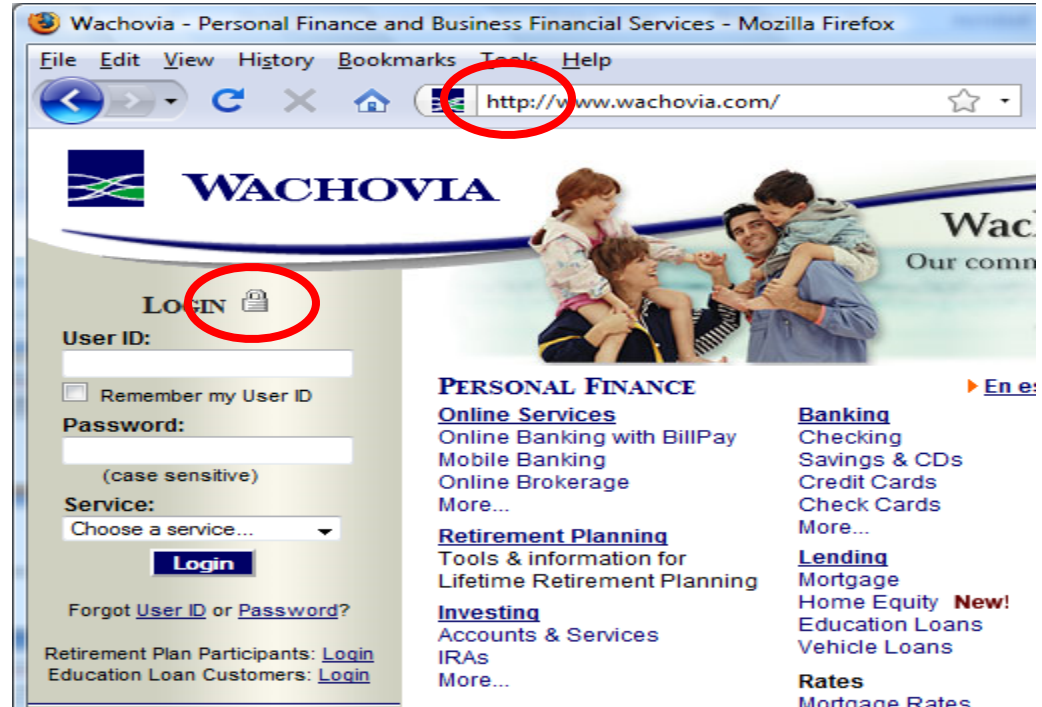 Wachovia - Personal Finance and Business Financial Services - Mozilla Firefox
File Edit View History Bookmarks Tools Help
http://www.wachovia.com/
WACHOVIA
Our
LOGIN
User ID:
Remember my User ID
Password:
(case sensitive)
Service:
Choose a service...
Login
Forgot User ID or Password?
Retirement Plan Participants: Login
Education Loan Customers: Login
PERSONAL FINANCE
Online Services
Online Banking with BillPay
Mobile Banking
Online Brokerage
More...
Retirement Planning
Tools & information for
Lifetime Retirement Planning
Investing
Accounts & Services
IRAs
More...
En
Banking
Checking
Savings & CDs
Credit Cards
Check Cards
More...
Lending
Mortgage
Home Equity New!
Education Loans
Vehicle Loans
Rates
Mortgage Rates